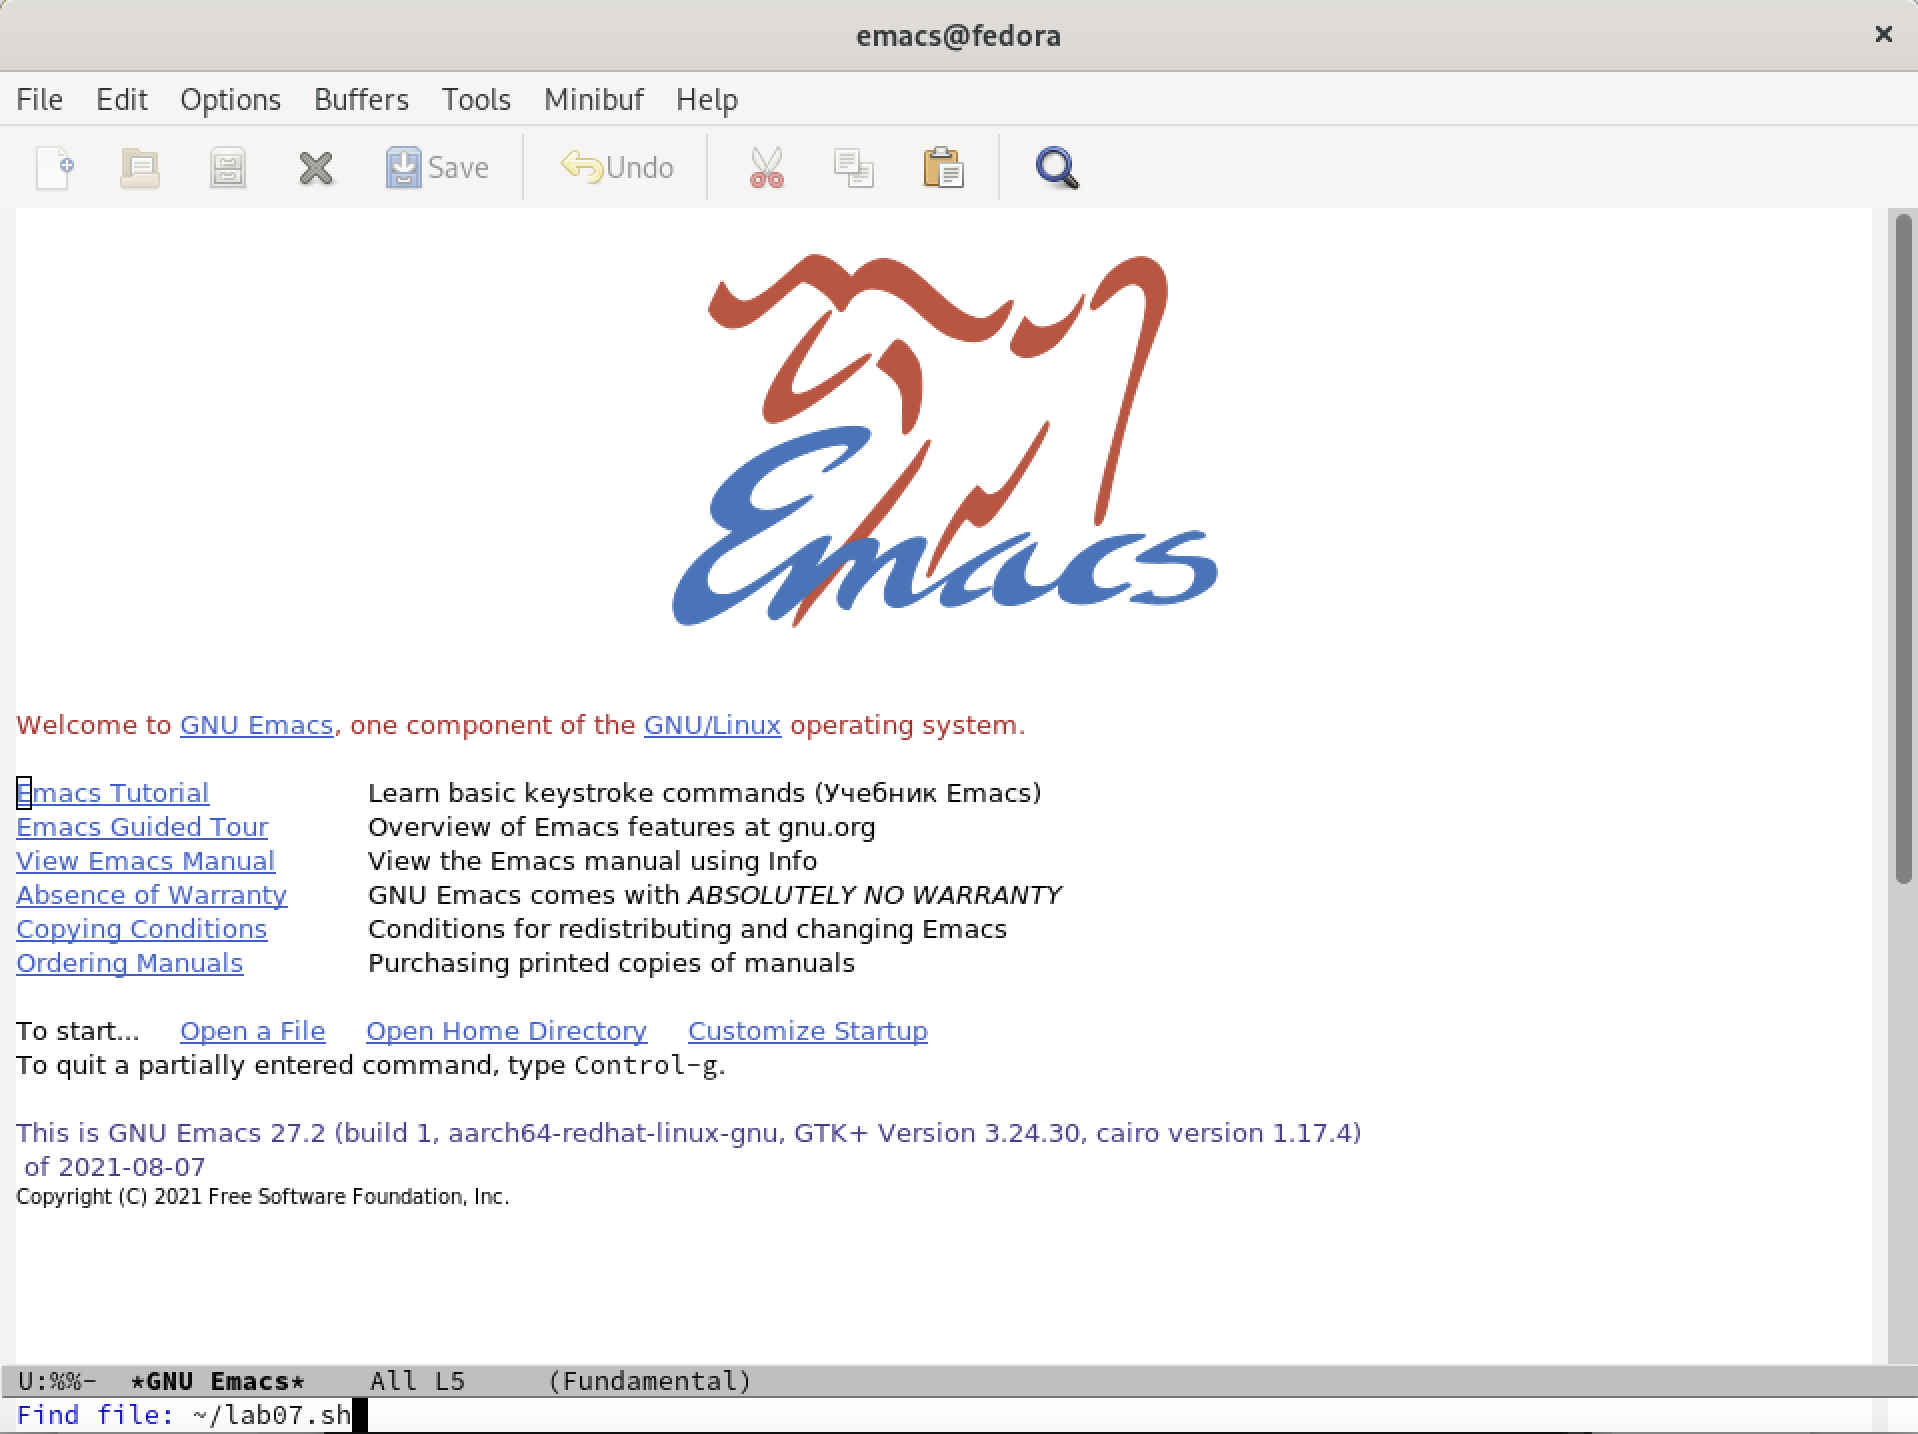 emacs@fedora
File Edit Options Buffers Tools Minibuf Help
Save Undo
Emacs
Welcome to GNU Emacs, one component of the GNU/Linux operating system.
Emacs Tutorial Learn basic keystroke commands (Учебник Emacs)
Emacs Guided Tour Overview of Emacs features at gnu.org
View Emacs Manual View the Emacs manual using Info
Absence of Warranty GNU Emacs comes with ABSOLUTELY NO WARRANTY
Copying Conditions Conditions for redistributing and changing Emacs
Ordering Manuals Purchasing printed copies of manuals
To start... Open a File Open Home Directory Customize Startup
To quit a partially entered command, type Control-g.
This is GNU Emacs 27.2 (build 1, aarch64-redhat-linux-gnu, GTK+ Version 3.24.30, cairo version 1.17.4)
of 2021-08-07
Copyright (C) 2021 Free Software Foundation, Inc.
U:%%- *GNU Emacs* All L5 (Fundamental)
Find file: ~/lab07.sh